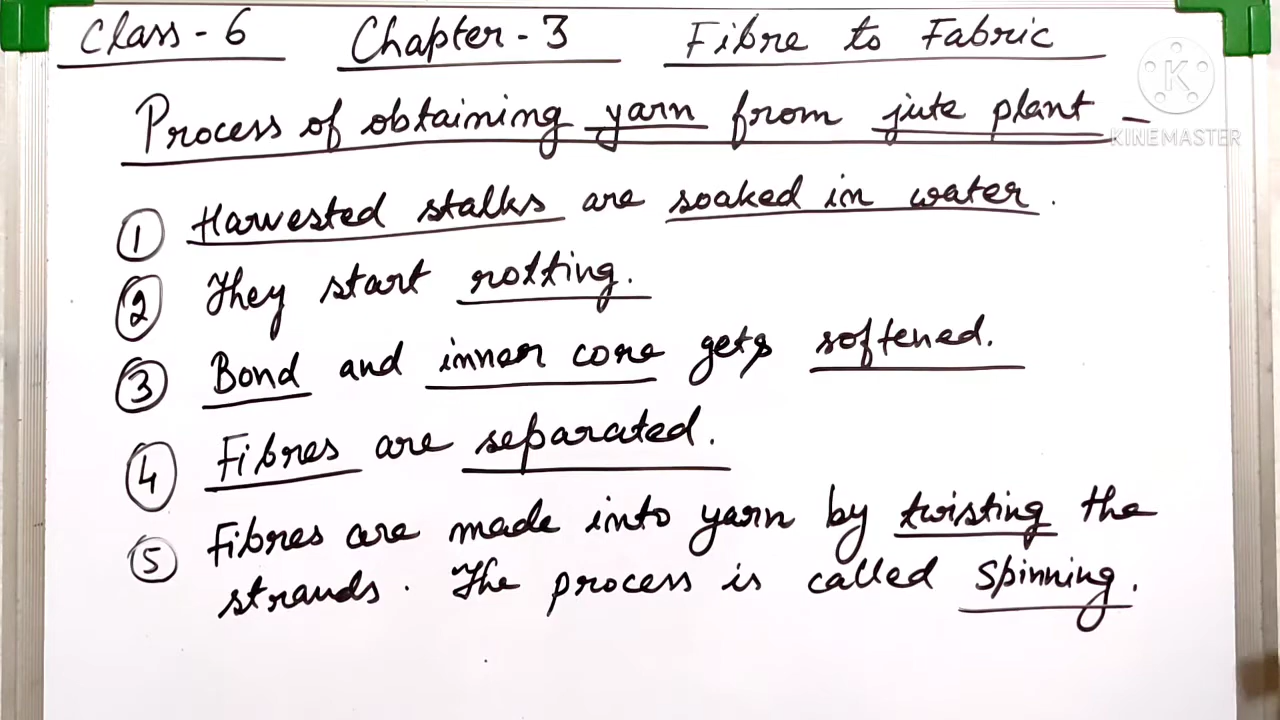 Class - 6 Chapter - 3 Fibre to Fabric
Process of obtaining yarn from jute plant -
K
KINEMASTER
① Harvested stalks are soaked in water.
② They start rotting.
③ Bond and inner core gets softened.
④ Fibres are separated.
⑤ Fibres are made into yarn by twisting the
strands. The process is called Spinning.